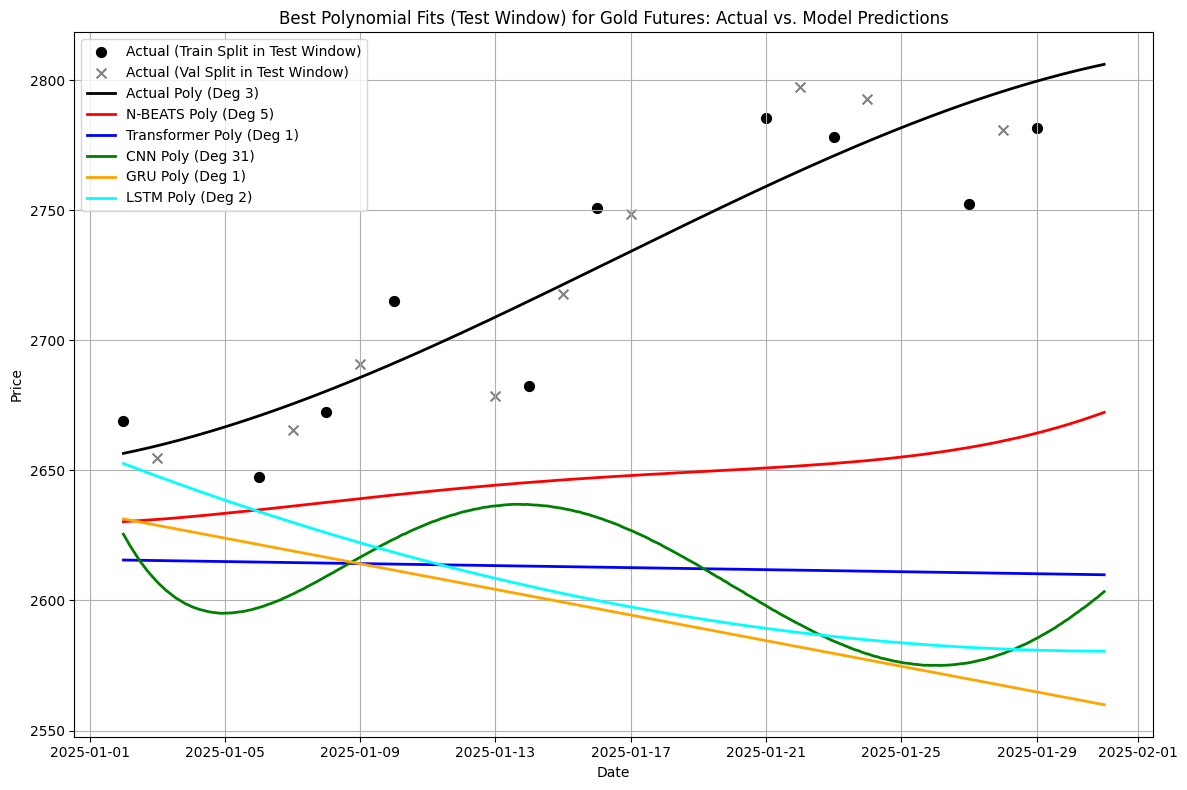 Best Polynomial Fits (Test Window) for Gold Futures: Actual vs. Model Predictions
Actual (Train Split in Test Window)
Actual (Val Split in Test Window)
Actual Poly (Deg 3)
N-BEATS Poly (Deg 5)
Transformer Poly (Deg 1)
CNN Poly (Deg 31)
GRU Poly (Deg 1)
LSTM Poly (Deg 2)
2800
2750
2700
2650
2600
2550
Price
2025-01-01 2025-01-05 2025-01-09 2025-01-13 2025-01-17 2025-01-21 2025-01-25 2025-01-29 2025-02-01
Date